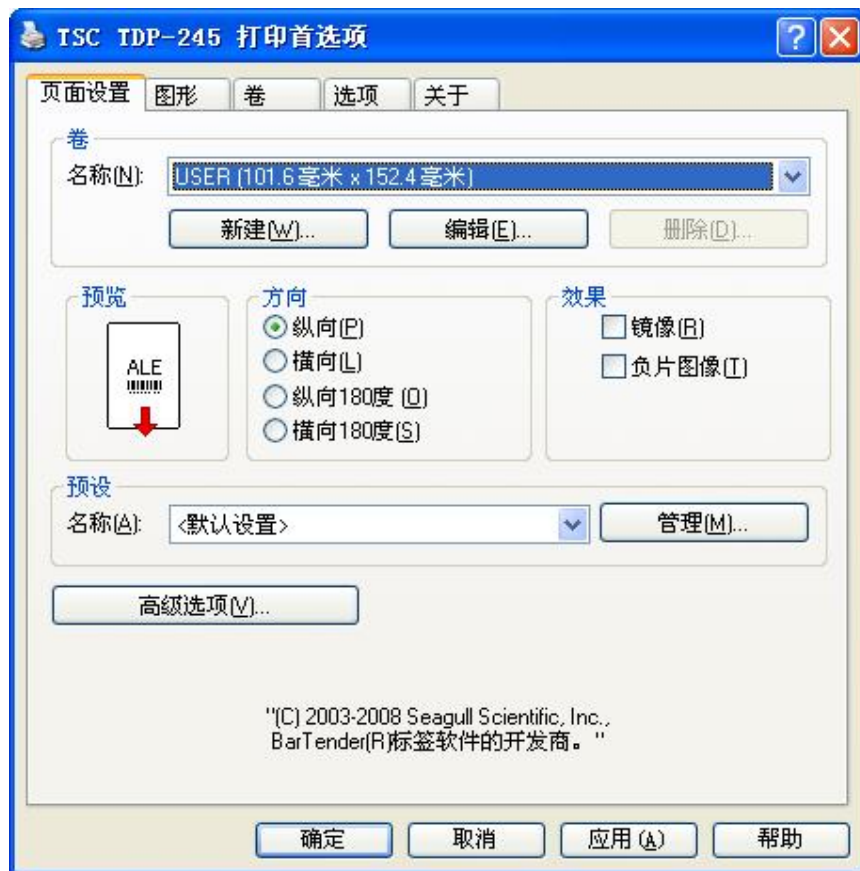 TSC TDP-245 打印首选项
页面设置 图形 卷 选项 关于
卷
名称(N): USER (101.6 毫米 x 152.4 毫米)
新建(W)... 编辑(E)... 删除(D)...
预览 方向 效果
ALE
纵向(P)
横向(L)
纵向180度 (O)
横向180度(S)
镜像(R)
负片图像(T)
预设
名称(A): <默认设置> 管理(M)...
高级选项(V)...
"(C) 2003-2008 Seagull Scientific, Inc.,
BarTender(R)标签软件的开发商。"
确定 取消 应用 (A) 帮助